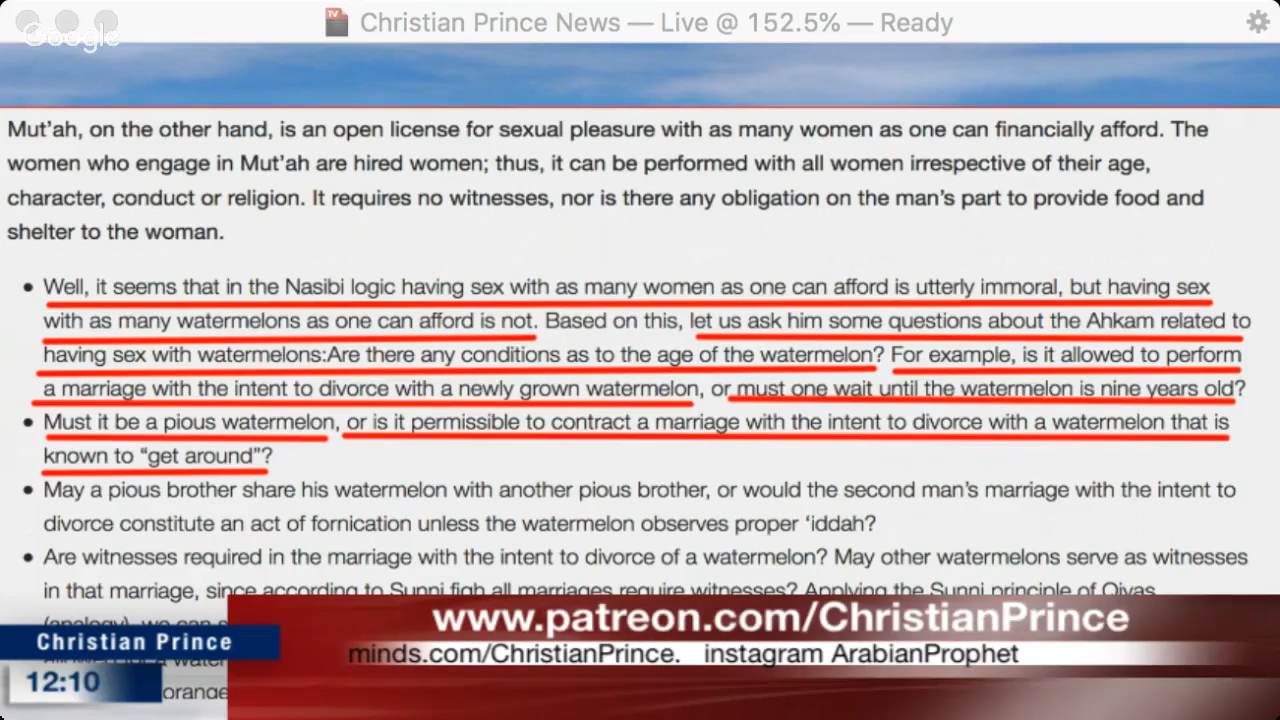 Christian Prince News — Live @ 152.5% — Ready
Google
Mut’ah, on the other hand, is an open license for sexual pleasure with as many women as one can financially afford. The
women who engage in Mut’ah are hired women; thus, it can be performed with all women irrespective of their age,
character, conduct or religion. It requires no witnesses, nor is there any obligation on the man’s part to provide food and
shelter to the woman.
• Well, it seems that in the Nasibi logic having sex with as many women as one can afford is utterly immoral, but having sex
with as many watermelons as one can afford is not. Based on this, let us ask him some questions about the Ahkam related to
having sex with watermelons:Are there any conditions as to the age of the watermelon? For example, is it allowed to perform
a marriage with the intent to divorce with a newly grown watermelon, or must one wait until the watermelon is nine years old?
• Must it be a pious watermelon, or is it permissible to contract a marriage with the intent to divorce with a watermelon that is
known to “get around”?
• May a pious brother share his watermelon with another pious brother, or would the second man’s marriage with the intent to
divorce constitute an act of fornication unless the watermelon observes proper ‘iddah?
• Are witnesses required in the marriage with the intent to divorce of a watermelon? May other watermelons serve as witnesses
in that marriage, since according to Sunni fiqh all marriages require witnesses? Applying the Sunni principle of Qiyas
www.patreon.com/ChristianPrince
Christian Prince
minds.com/ChristianPrince. instagram ArabianProphet
12:10
orange